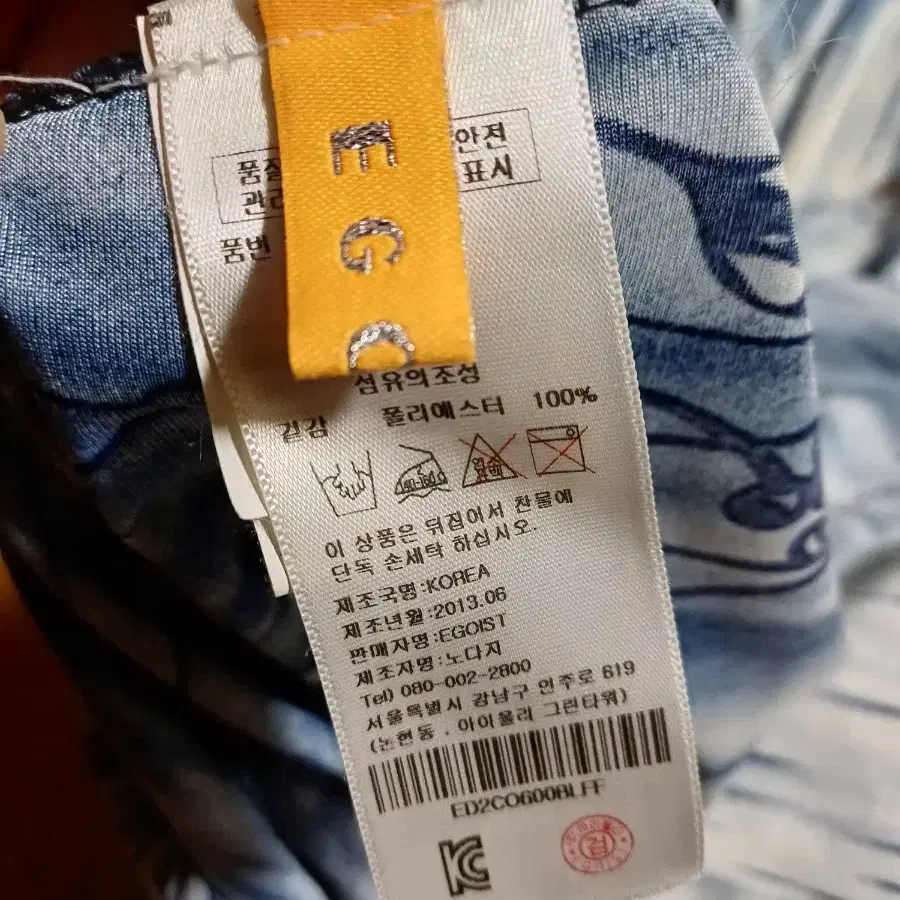 E G O
품질
안전
관리
표시
품번
섬유의조성
겉감 폴리에스터 100%
이 상품은 뒤집어서 찬물에
단독 손세탁 하십시오.
제조국명:KOREA
제조년월:2013.06
판매자명:EGOIST
제조자명:노다지
Tel) 080-002-2800
서울특별시 강남구 언주로 619
(논현동 , 아이올리 그린타워)
ED2CO600BLFF
검